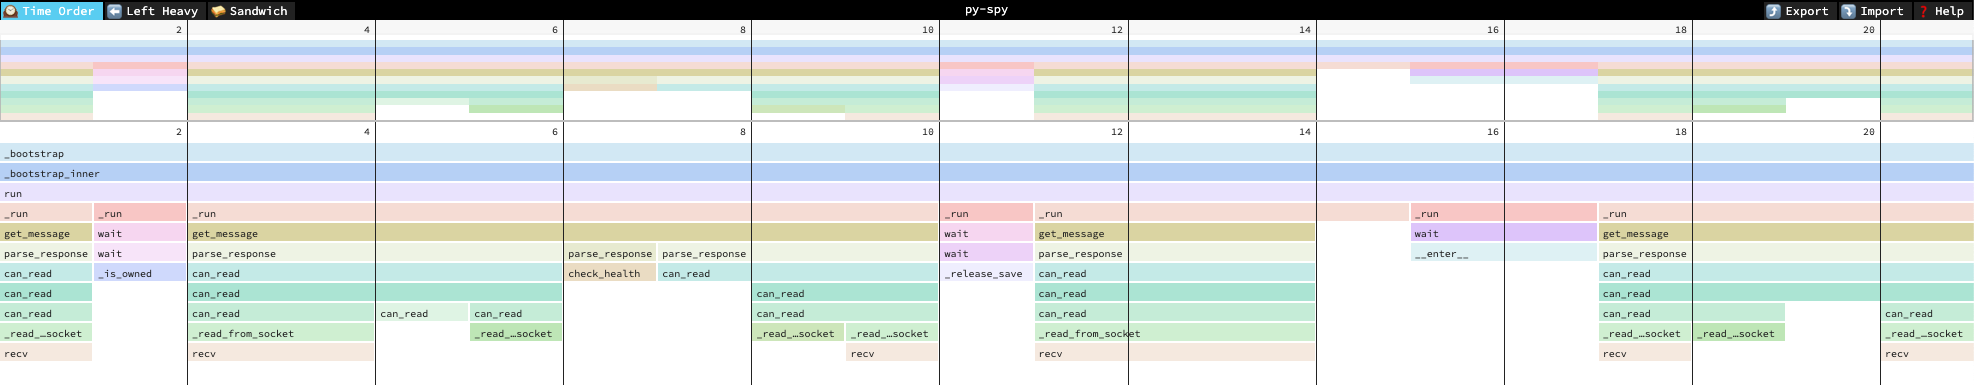 Time Order Left Heavy Sandwich py-spy Export Import Help
2 4 6 8 10 12 14 16 18 20
2 4 6 8 10 12 14 16 18 20
_bootstrap
_bootstrap_inner
run
_run _run _run _run _run _run _run
get_message wait get_message wait get_message wait get_message
parse_response wait parse_response parse_response parse_response wait parse_response __enter__ parse_response
can_read _is_owned can_read check_health can_read _release_save can_read can_read
can_read can_read can_read can_read can_read
can_read can_read can_read can_read can_read can_read can_read can_read
_read_…socket _read_from_socket _read_…socket _read_…socket _read_…socket _read_from_socket _read_…socket _read_…socket _read_…socket
recv recv recv recv recv recv